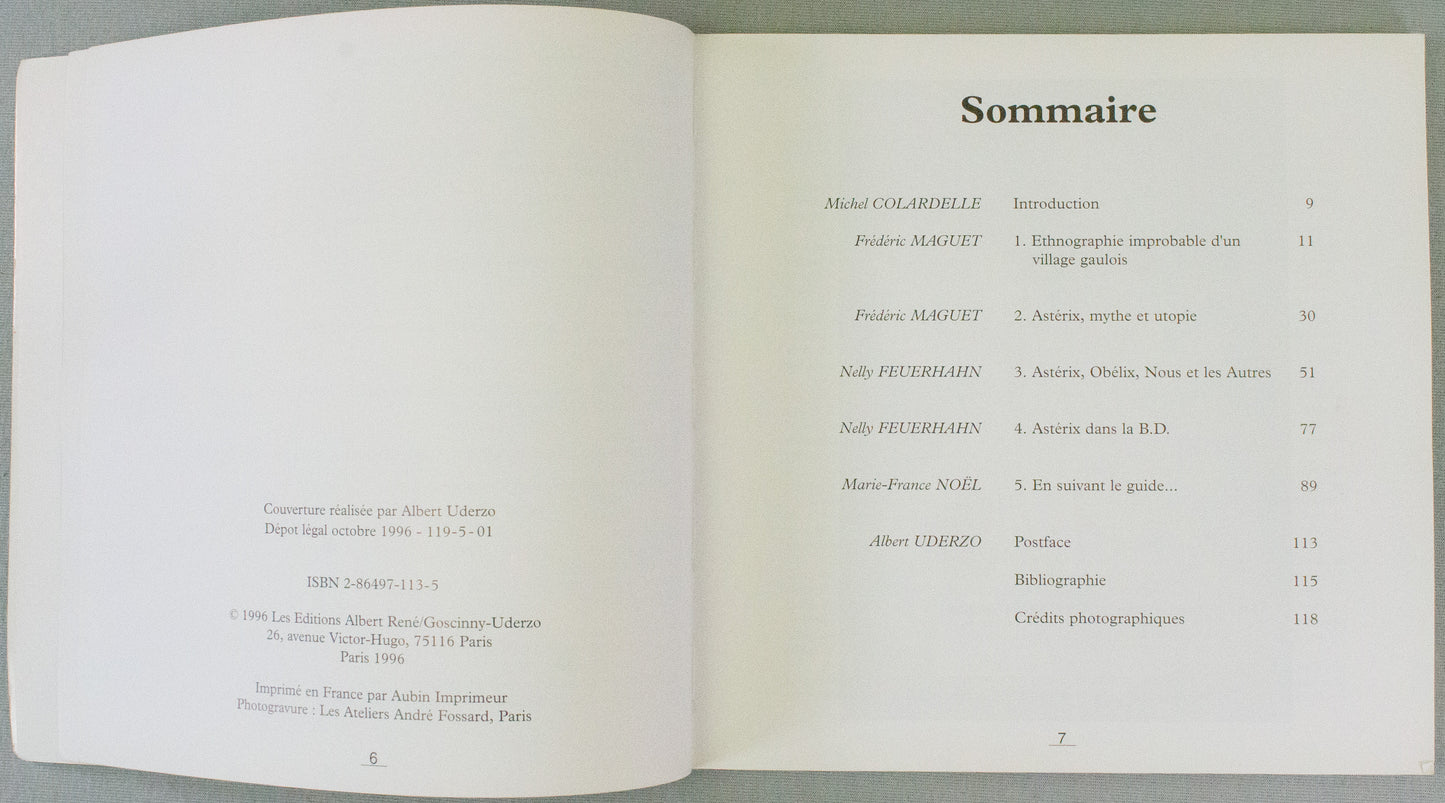 Couverture réalisée par Albert Uderzo
Dépot légal octobre 1996 - 119-5-01
ISBN 2-86497-113-5
© 1996 Les Editions Albert René/Goscinny-Uderzo
26, avenue Victor-Hugo, 75116 Paris
Paris 1996
Imprimé en France par Aubin Imprimeur
Photogravure : Les Ateliers André Fossard, Paris
6
Sommaire
Michel COLARDELLE Introduction 9
Frédéric MAGUET 1. Ethnographie improbable d'un 11
village gaulois
Frédéric MAGUET 2. Astérix, mythe et utopie 30
Nelly FEUERHAHN 3. Astérix, Obélix, Nous et les Autres 51
Nelly FEUERHAHN 4. Astérix dans la B.D. 77
Marie-France NOËL 5. En suivant le guide... 89
Albert UDERZO Postface 113
Bibliographie 115
Crédits photographiques 118
7